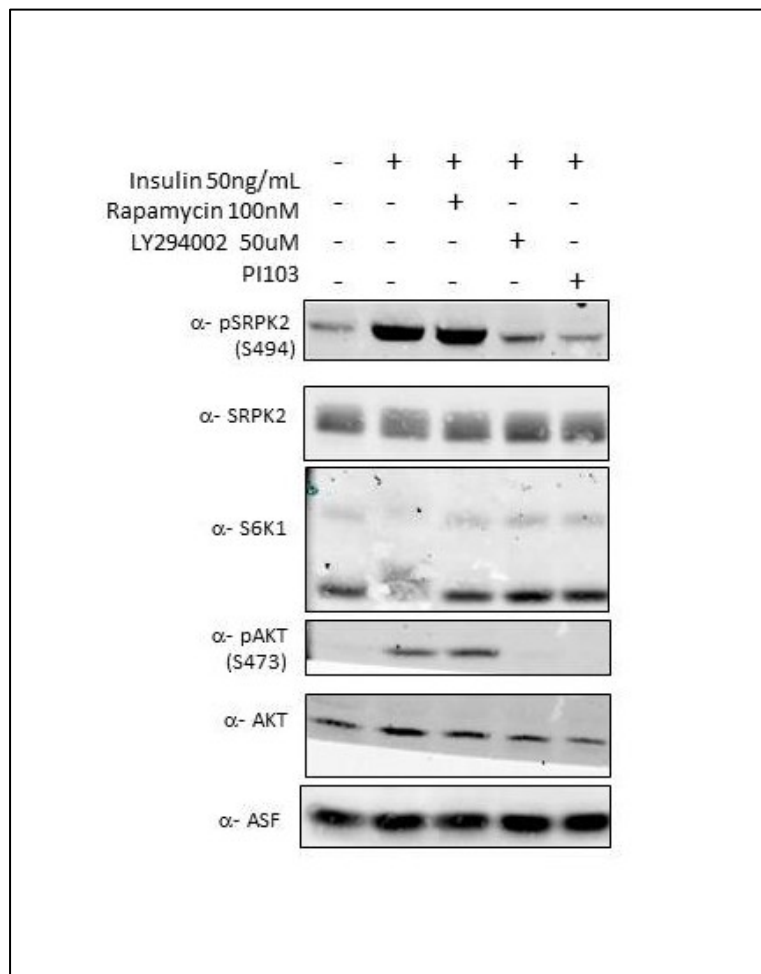 - + + + +
Insulin 50ng/mL
Rapamycin 100nM - - + - -
LY294002 50uM - - - + -
PI103 - - - - +
α- pSRPK2
(S494)
α- SRPK2
α- S6K1
α- pAKT
(S473)
α- AKT
α- ASF